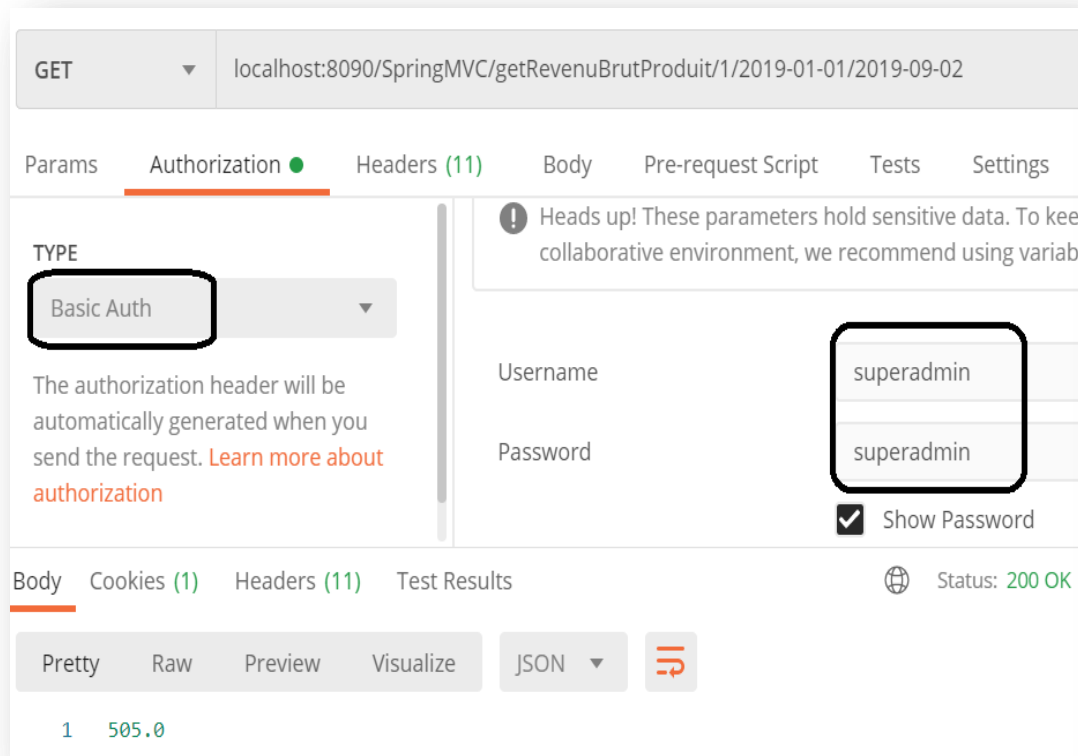 GET localhost:8090/SpringMVC/getRevenuBrutProduit/1/2019-01-01/2019-09-02
Params Authorization Headers (11) Body Pre-request Script Tests Settings
Heads up! These parameters hold sensitive data. To kee
collaborative environment, we recommend using variab
TYPE
Basic Auth
The authorization header will be
automatically generated when you
send the request. Learn more about
authorization
Username superadmin
Password superadmin
Show Password
Body Cookies (1) Headers (11) Test Results Status: 200 OK
Pretty Raw Preview Visualize JSON
1 505.0